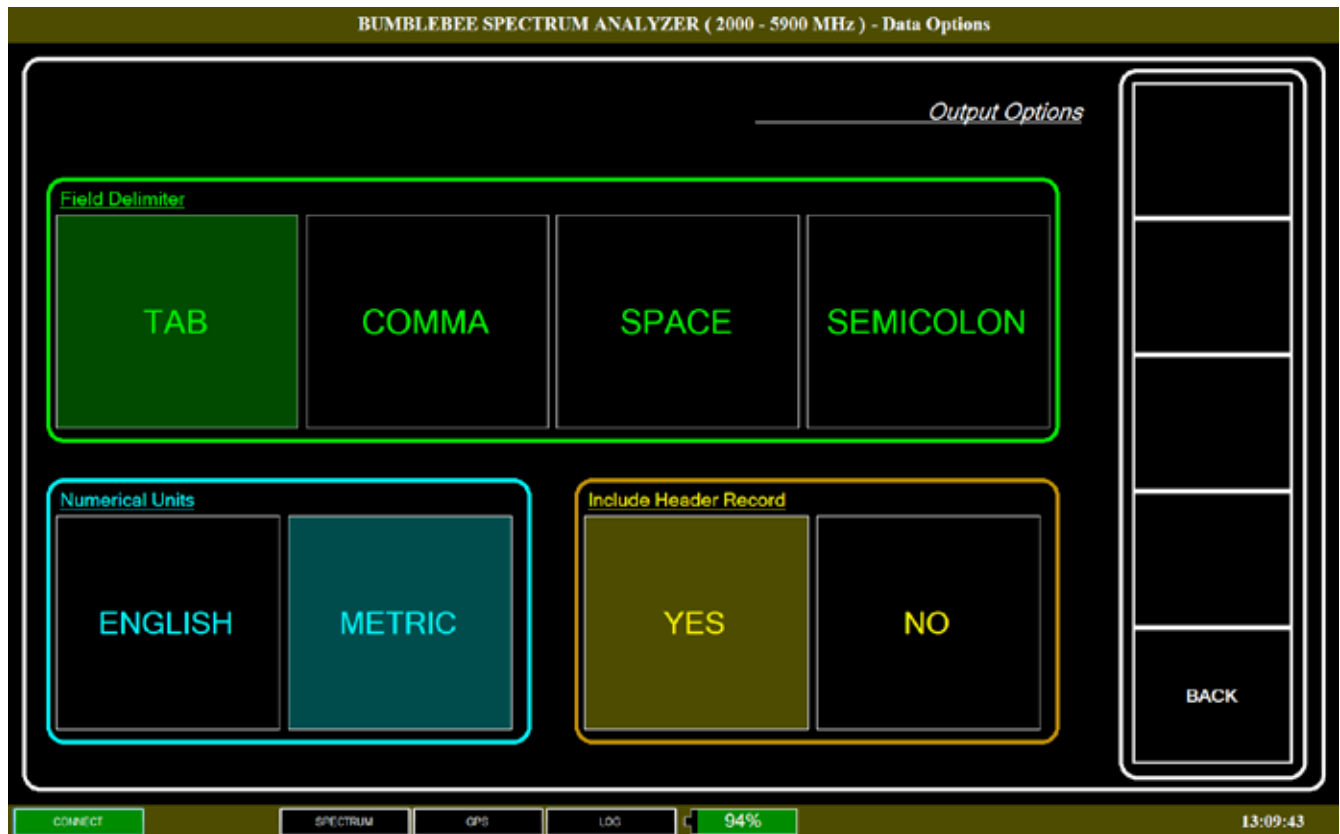 BUMBLEBEE SPECTRUM ANALYZER ( 2000 - 5900 MHz ) - Data Options
Output Options
Field Delimiter
TAB COMMA SPACE SEMICOLON
Numerical Units
ENGLISH METRIC
Include Header Record
YES NO
BACK
CONNECT SPECTRUM GPS LOG 94% 13:09:43